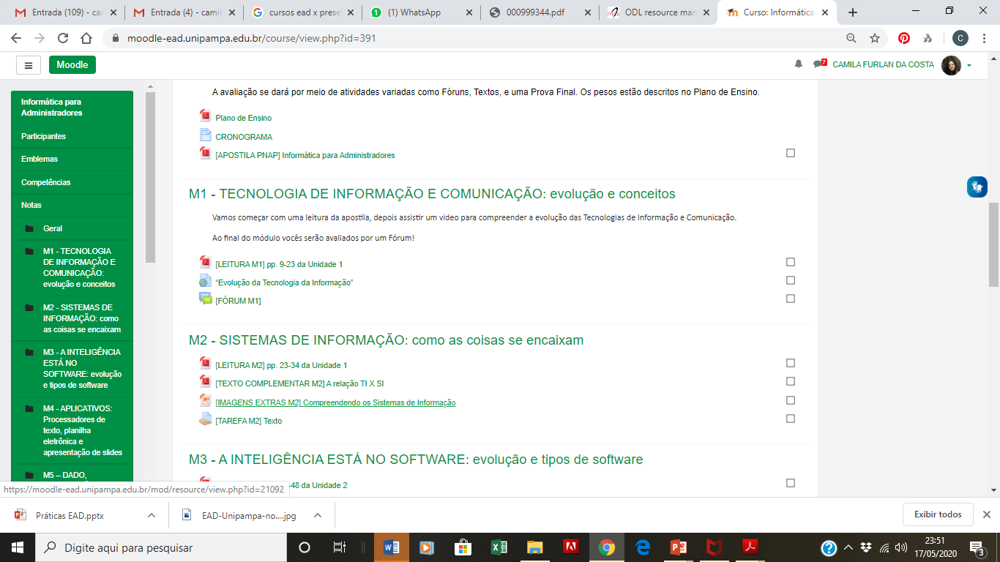 Entrada (109) - car
Entrada (4) - camil
cursos ead x prese
(1) WhatsApp
000999344.pdf
ODL resource man
Curso: Informática
moodle-ead.unipampa.edu.br/course/view.php?id=391
C
Moodle
7
CAMILA FURLAN DA COSTA
Informática para
Administradores
Participantes
Emblemas
Competências
Notas
Geral
M1 - TECNOLOGIA
DE INFORMAÇÃO E
COMUNICAÇÃO:
evolução e conceitos
M2 - SISTEMAS DE
INFORMAÇÃO: como
as coisas se encaixam
M3 - A INTELIGÊNCIA
ESTÁ NO
SOFTWARE: evolução
e tipos de software
M4 - APLICATIVOS:
Processadores de
texto, planilha
eletrônica e
apresentação de slides
M5 – DADO,
A avaliação se dará por meio de atividades variadas como Fóruns, Textos, e uma Prova Final. Os pesos estão descritos no Plano de Ensino.
Plano de Ensino
CRONOGRAMA
[APOSTILA PNAP] Informática para Administradores
M1 - TECNOLOGIA DE INFORMAÇÃO E COMUNICAÇÃO: evolução e conceitos
Vamos começar com uma leitura da apostila, depois assistir um video para compreender a evolução das Tecnologias de Informação e Comunicação.
Ao final do módulo vocês serão avaliados por um Fórum!
[LEITURA M1] pp. 9-23 da Unidade 1
“Evolução da Tecnologia da Informação”
[FÓRUM M1]
M2 - SISTEMAS DE INFORMAÇÃO: como as coisas se encaixam
[LEITURA M2] pp. 23-34 da Unidade 1
[TEXTO COMPLEMENTAR M2] A relação TI X SI
[IMAGENS EXTRAS M2] Compreendendo os Sistemas de Informação
[TAREFA M2] Texto
M3 - A INTELIGÊNCIA ESTÁ NO SOFTWARE: evolução e tipos de software
-48 da Unidade 2
https://moodle-ead.unipampa.edu.br/mod/resource/view.php?id=21092
Práticas EAD.pptx
EAD-Unipampa-no....jpg
Exibir todos
Digite aqui para pesquisar
23:51
17/05/2020
3